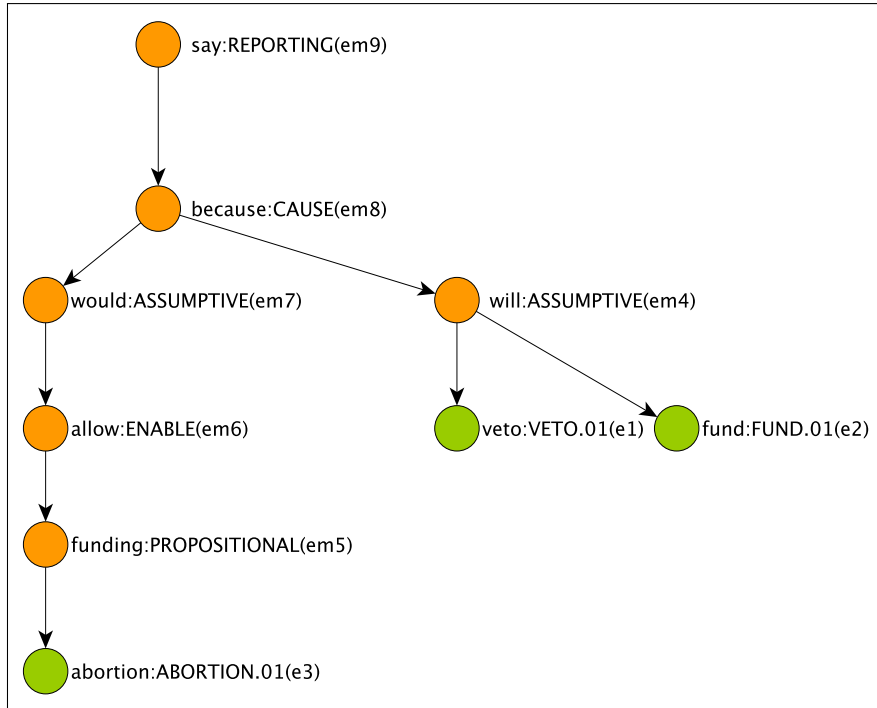 say:REPORTING(em9)
because:CAUSE(em8)
would:ASSUMPTIVE(em7)
will:ASSUMPTIVE(em4)
allow:ENABLE(em6)
veto:VETO.01(e1)
fund:FUND.01(e2)
funding:PROPOSITIONAL(em5)
abortion:ABORTION.01(e3)